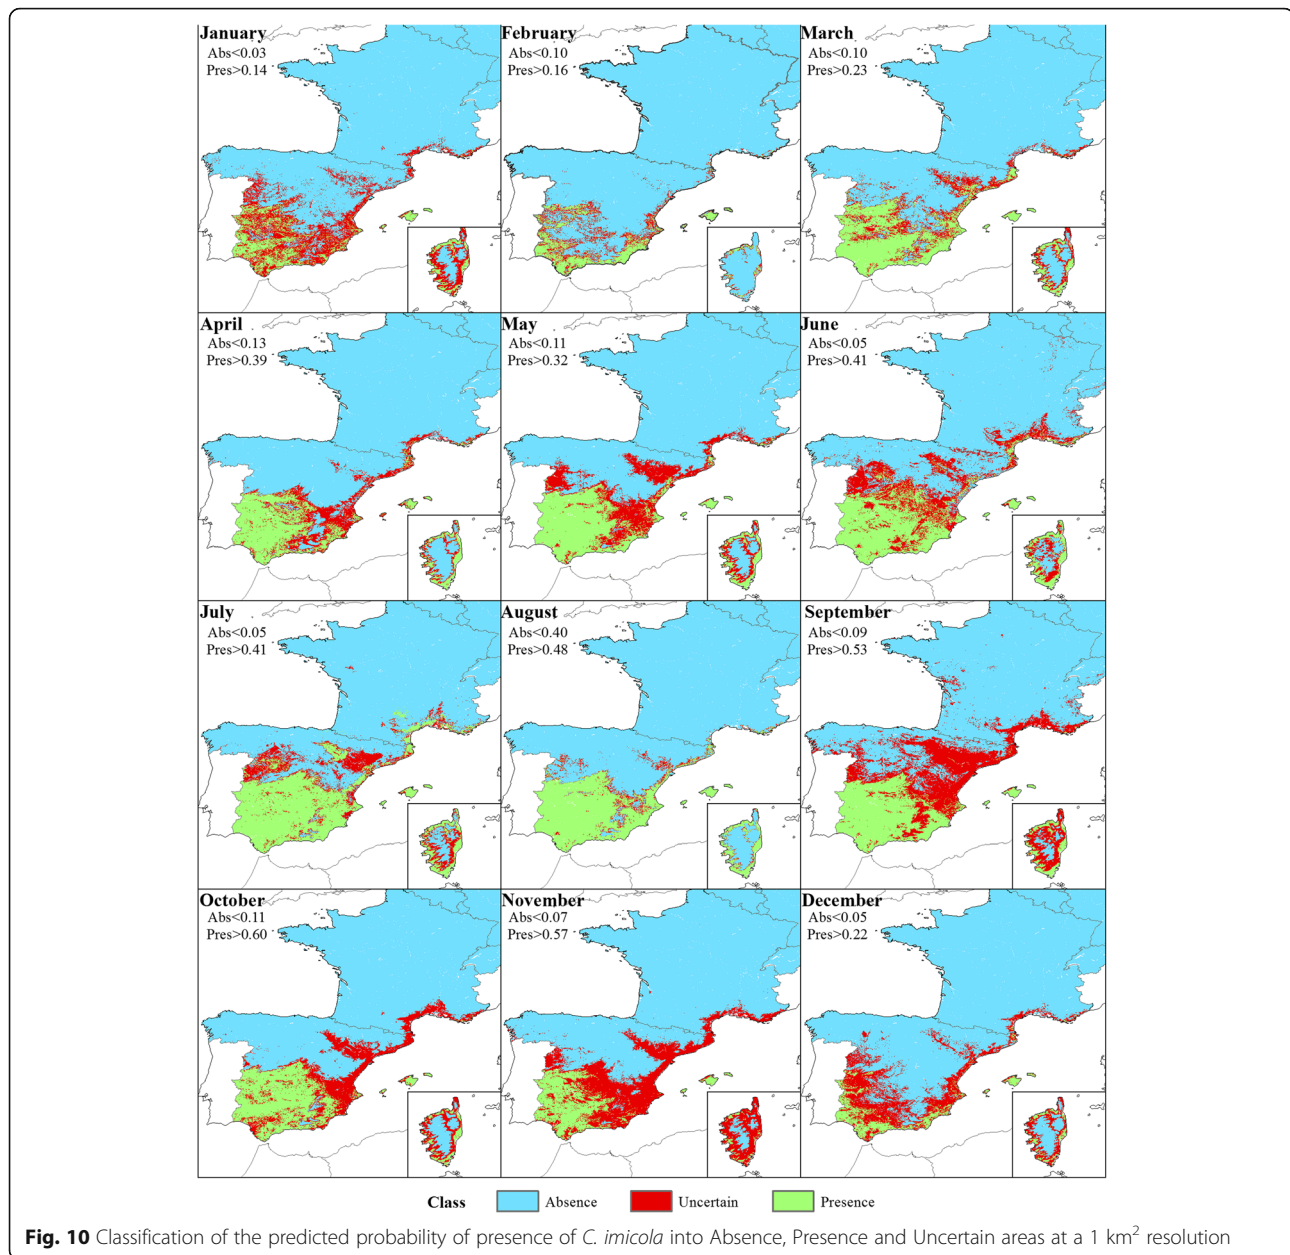 January
Abs<0.03
Pres>0.14
February
Abs<0.10
Pres>0.16
March
Abs<0.10
Pres>0.23
April
Abs<0.13
Pres>0.39
May
Abs<0.11
Pres>0.32
June
Abs<0.05
Pres>0.41
July
Abs<0.05
Pres>0.41
August
Abs<0.40
Pres>0.48
September
Abs<0.09
Pres>0.53
October
Abs<0.11
Pres>0.60
November
Abs<0.07
Pres>0.57
December
Abs<0.05
Pres>0.22
Class Absence Uncertain Presence
Fig. 10 Classification of the predicted probability of presence of C. imicola into Absence, Presence and Uncertain areas at a 1 km² resolution